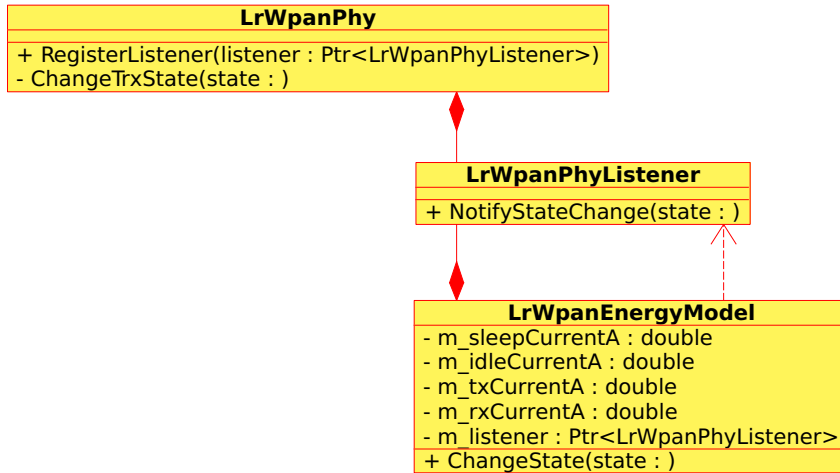 LrWpanPhy
+ RegisterListener(listener : Ptr<LrWpanPhyListener>)
- ChangeTrxState(state : )
LrWpanPhyListener
+ NotifyStateChange(state : )
LrWpanEnergyModel
- m_sleepCurrentA : double
- m_idleCurrentA : double
- m_txCurrentA : double
- m_rxCurrentA : double
- m_listener : Ptr<LrWpanPhyListener>
+ ChangeState(state : )